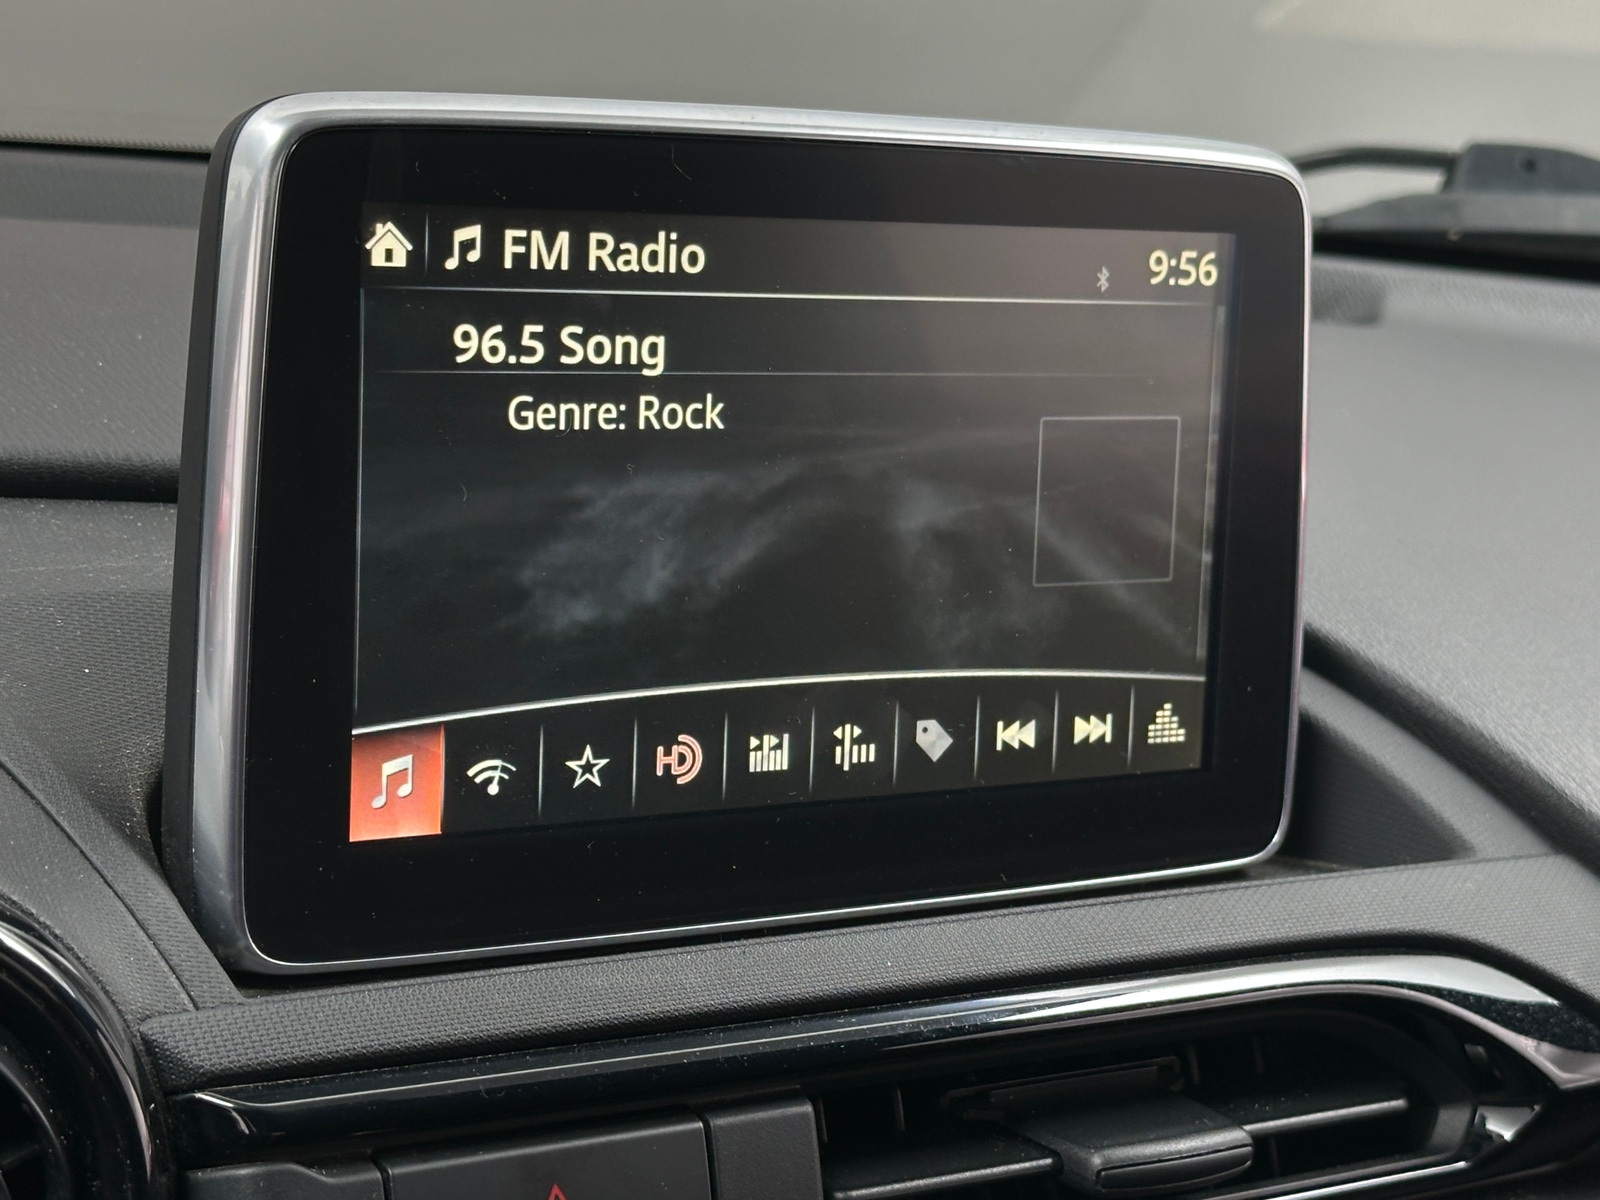 FM Radio
9:56
96.5 Song
Genre: Rock
HD